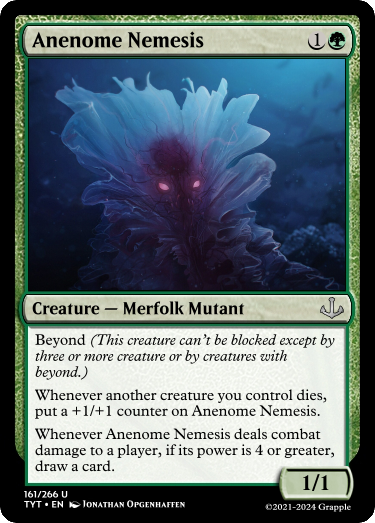 Anenome Nemesis 1
Creature — Merfolk Mutant
Beyond (This creature can't be blocked except by
three or more creature or by creatures with
beyond.)
Whenever another creature you control dies,
put a +1/+1 counter on Anenome Nemesis.
Whenever Anenome Nemesis deals combat
damage to a player, if its power is 4 or greater,
draw a card.
1/1
161/266 U
TYT • EN Jonathan Opgenhaffen
©2021-2024 Grapple